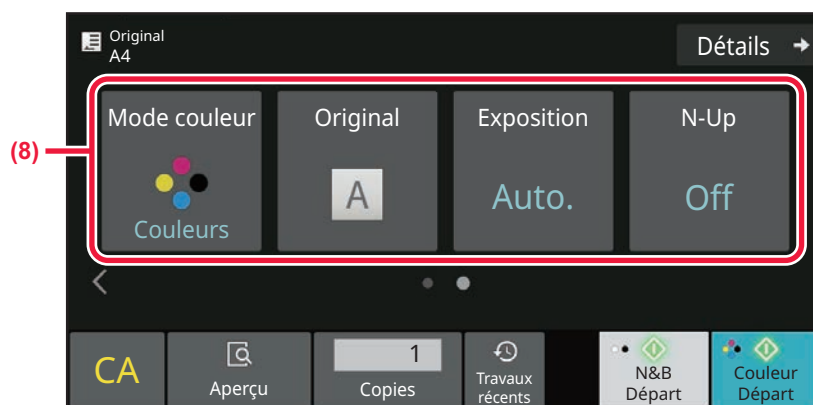 Original
A4
Détails
(8)
Mode couleur
Original
Exposition
N-Up
A
Couleurs
Auto.
Off
CA
Aperçu
1
Copies
Travaux
récents
N&B
Départ
Couleur
Départ